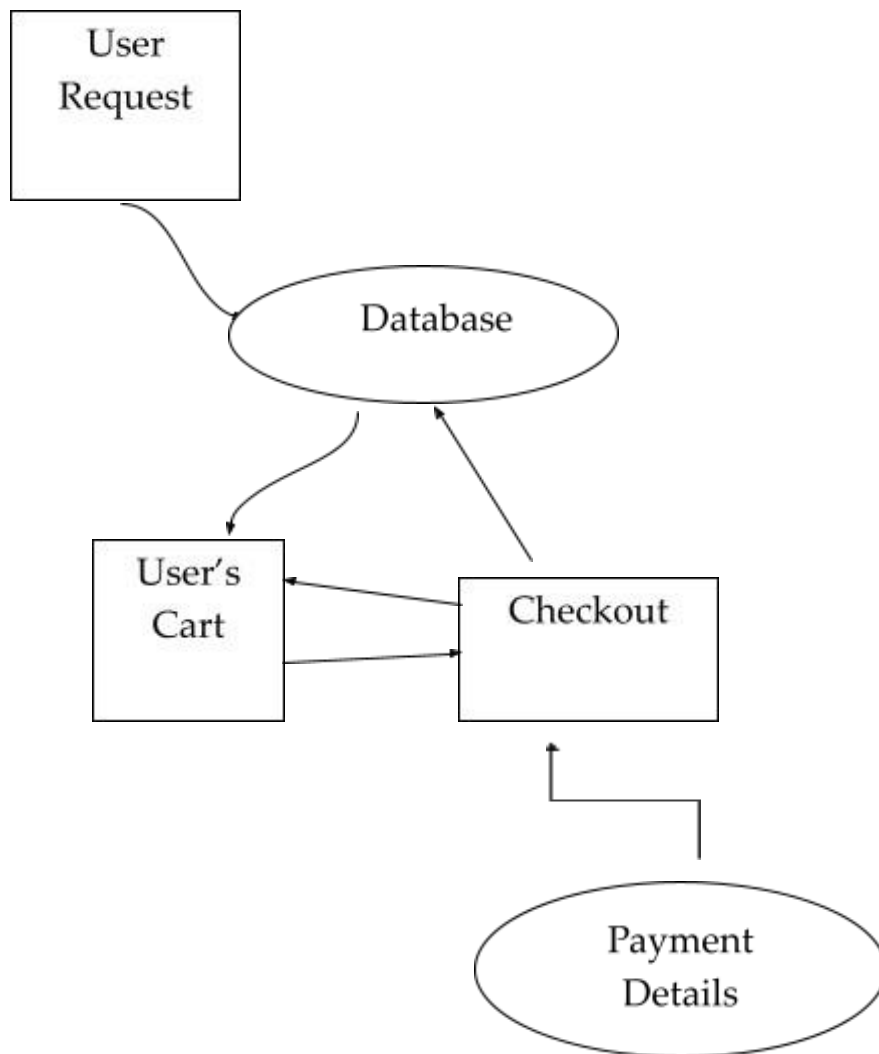 User
Request
Database
User’s
Cart
Checkout
Payment
Details